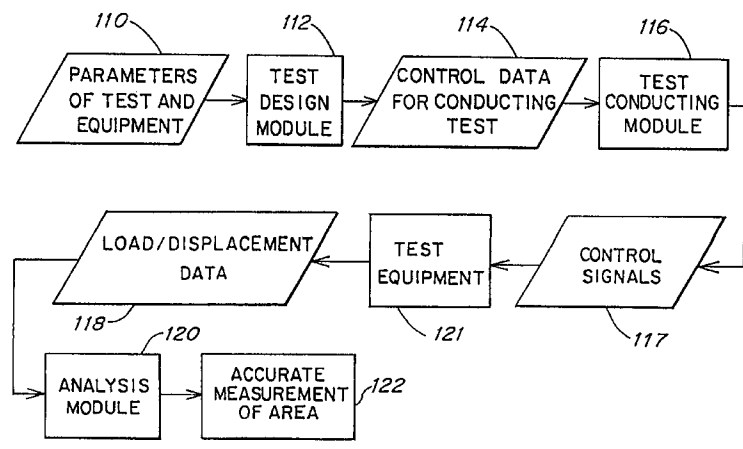 110
112
114
116
PARAMETERS
OF TEST AND
EQUIPMENT
TEST
DESIGN
MODULE
CONTROL DATA
FOR CONDUCTING
TEST
TEST
CONDUCTING
MODULE
LOAD/DISPLACEMENT
DATA
TEST
EQUIPMENT
CONTROL
SIGNALS
118
121
117
120
ANALYSIS
MODULE
ACCURATE
MEASUREMENT
OF AREA
122